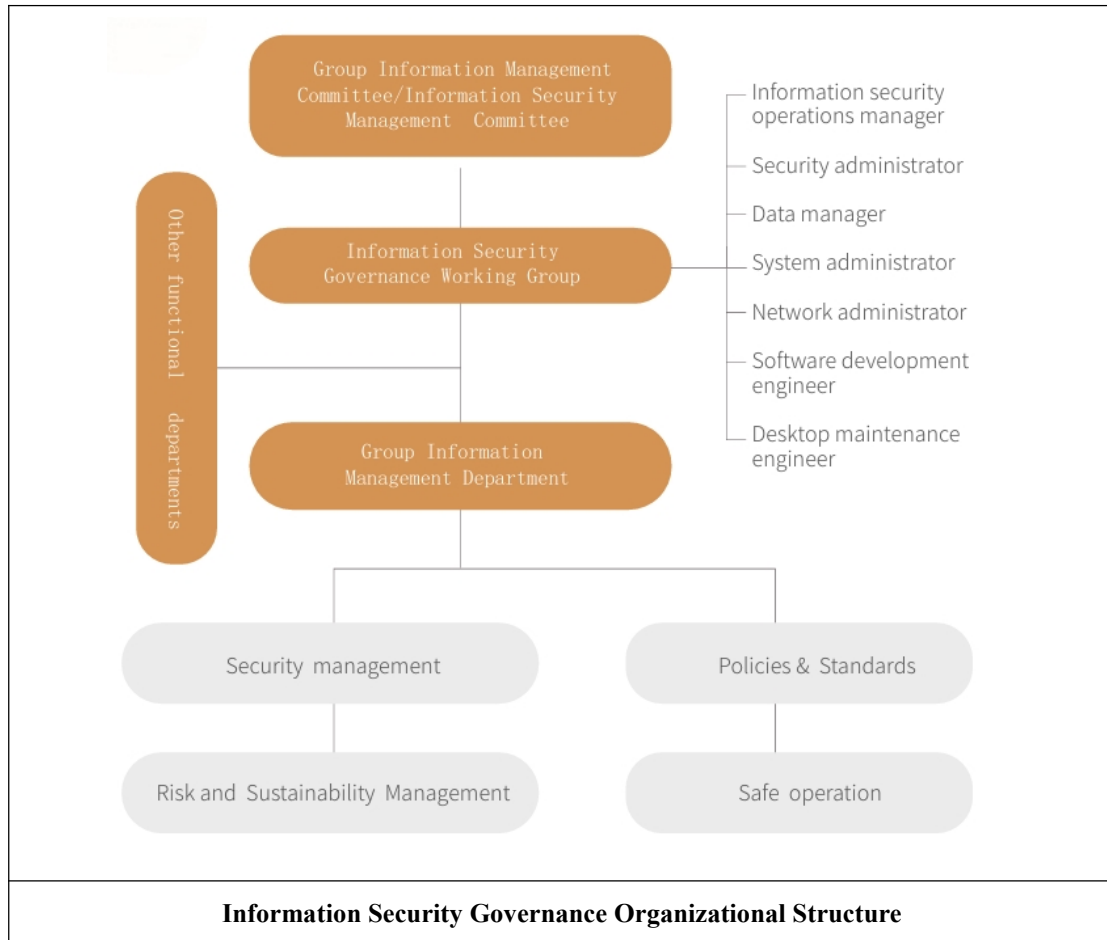 Group Information Management
Committee/Information Security
Management Committee
Information security
operations manager
Security administrator
Data manager
System administrator
Network administrator
Software development
engineer
Desktop maintenance
engineer
Other functional departments
Information Security
Governance Working Group
Group Information
Management Department
Security management
Policies & Standards
Risk and Sustainability Management
Safe operation
Information Security Governance Organizational Structure